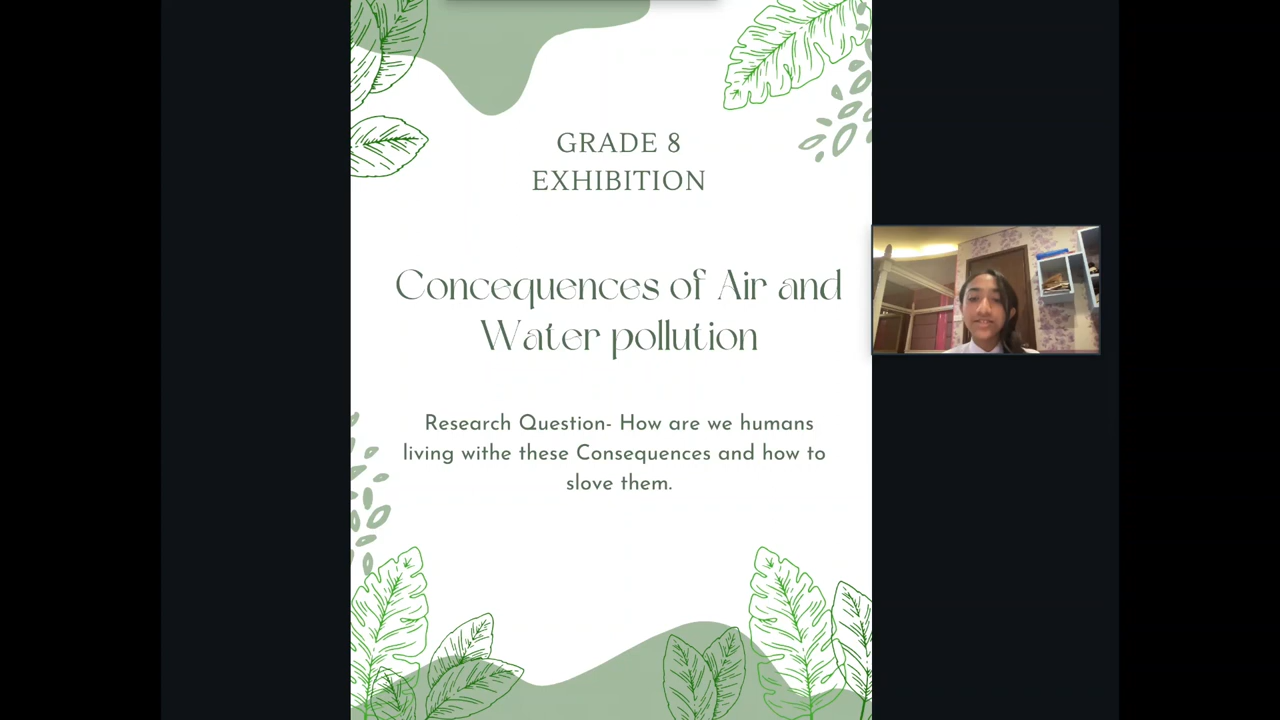 GRADE 8
EXHIBITION
Concequences of Air and
Water pollution
Research Question- How are we humans
living withe these Consequences and how to
slove them.